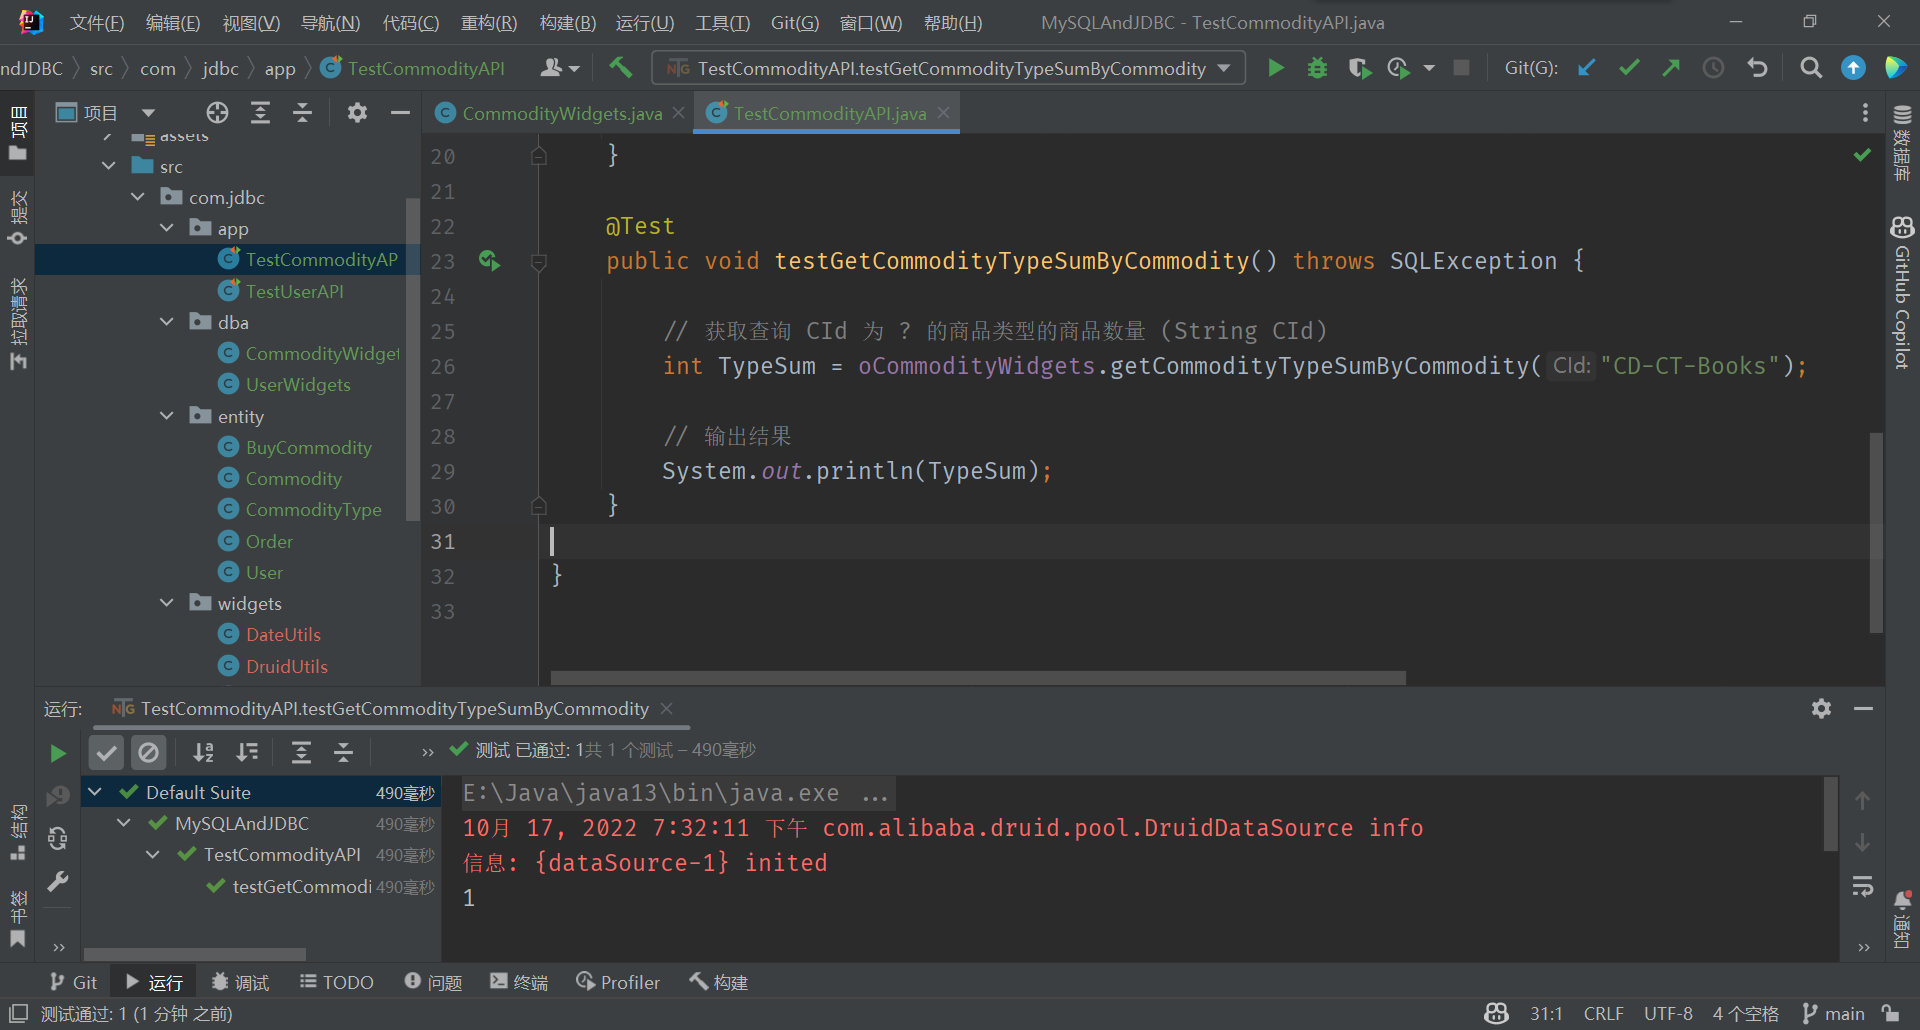 文件(F) 编辑(E) 视图(V) 导航(N) 代码(C) 重构(R) 构建(B) 运行(U) 工具(T) Git(G) 窗口(W) 帮助(H) MySQLAndJDBC - TestCommodityAPI.java
ndJDBC src com jdbc app TestCommodityAPI TestCommodityAPI.testGetCommodityTypeSumByCommodity Git(G):
项目 CommodityWidgets.java TestCommodityAPI.java
项目
提交
拉取请求
结构
书签
数据库
GitHub Copilot
通知
assets
src
com.jdbc
app
TestCommodityAP
TestUserAPI
dba
CommodityWidget
UserWidgets
entity
BuyCommodity
Commodity
CommodityType
Order
User
widgets
DateUtils
DruidUtils
20 }
21
22 @Test
23 public void testGetCommodityTypeSumByCommodity() throws SQLException {
24
25 // 获取查询 CId 为 ? 的商品类型的商品数量 (String CId)
26 int TypeSum = oCommodityWidgets.getCommodityTypeSumByCommodity( CId: "CD-CT-Books");
27
28 // 输出结果
29 System.out.println(TypeSum);
30 }
31
32 }
33
运行: TestCommodityAPI.testGetCommodityTypeSumByCommodity
» 测试 已通过: 1共 1 个测试 – 490毫秒
Default Suite 490毫秒
MySQLAndJDBC 490毫秒
TestCommodityAPI 490毫秒
testGetCommodi 490毫秒
E:\Java\java13\bin\java.exe ...
10月 17, 2022 7:32:11 下午 com.alibaba.druid.pool.DruidDataSource info
信息: {dataSource-1} inited
1
Git 运行 调试 TODO 问题 终端 Profiler 构建
测试通过: 1 (1 分钟 之前) 31:1 CRLF UTF-8 4 个空格 main